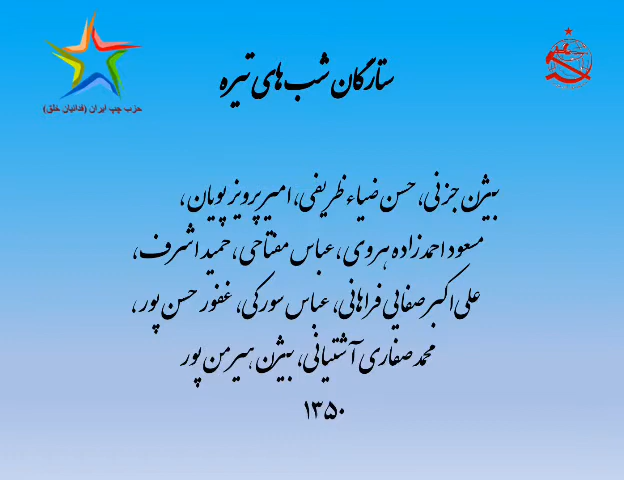 ستارگان شب های تیره
حزب چپ ایران (فدائیان خلق)
بیژن جزنی، حسن ضیاء ظریفی، امیرپرویز پویان،
مسعود احمدزاده هروی، عباس مفتاحی، حمید اشرف،
علی اکبر صفایی فراهانی، عباس سورکی، غفور حسن پور،
محمد صفاری آشتیانی، بیژن هیرمن پور
۱۳۵۰